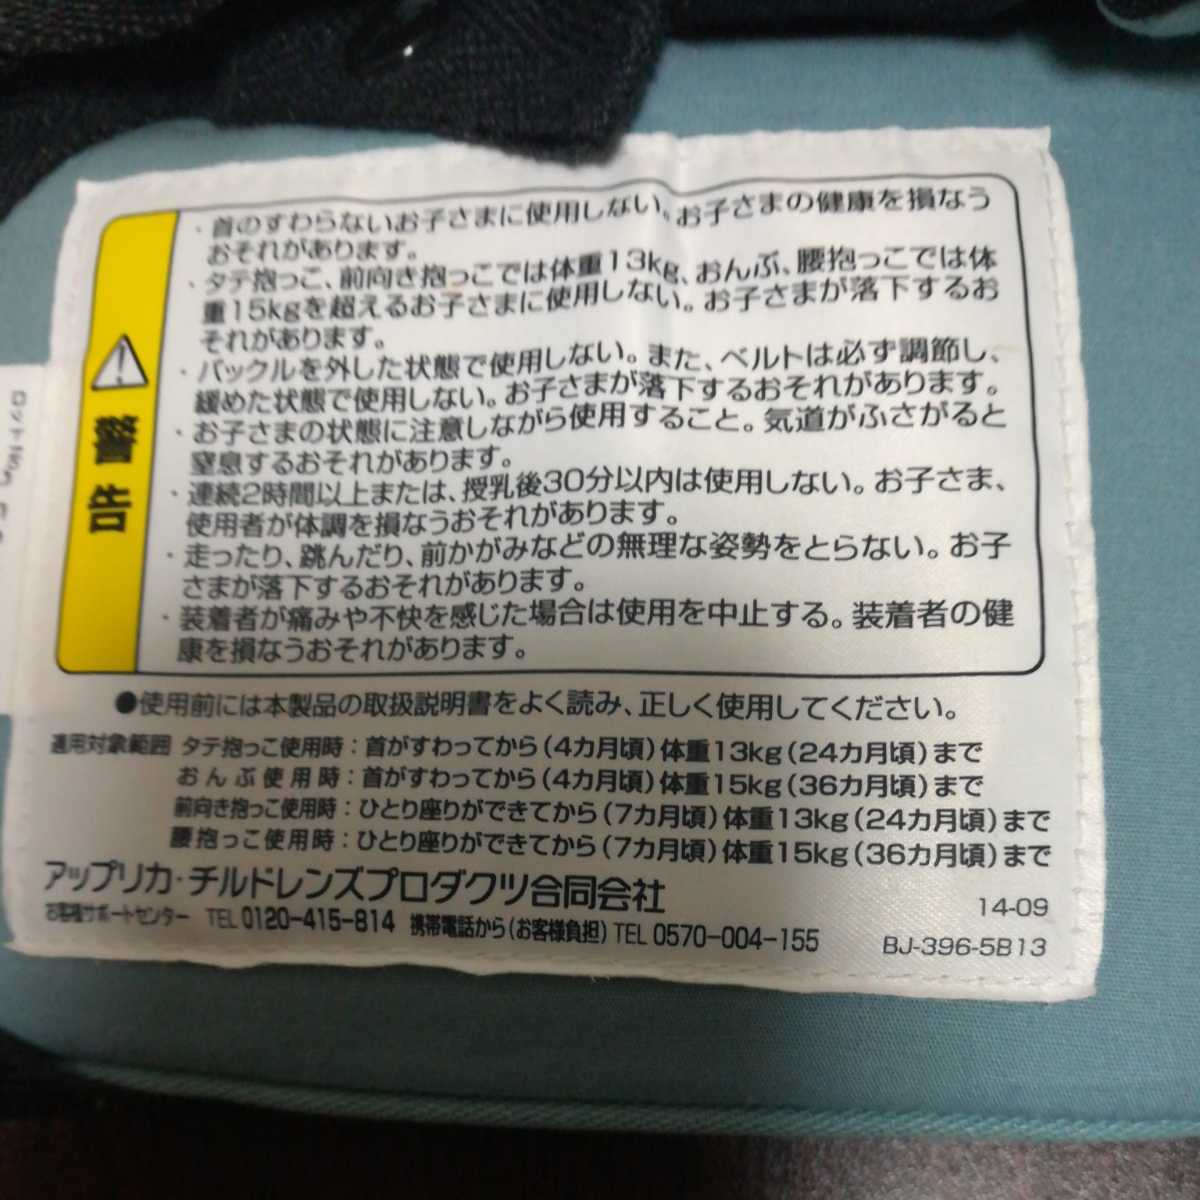 ・首のすわらないお子さまに使用しない。お子さまの健康を損なう
おそれがあります。
・タテ抱っこ、前向き抱っこでは体重13kg、おんぶ、腰抱っこでは体
重15kgを超えるお子さまに使用しない。お子さまが落下するお
それがあります。
・バックルを外した状態で使用しない。また、ベルトは必ず調節し、
緩めた状態で使用しない。お子さまが落下するおそれがあります。
・お子さまの状態に注意しながら使用すること。気道がふさがると
窒息するおそれがあります。
・連続2時間以上または、授乳後30分以内は使用しない。お子さま、
使用者が体調を損なうおそれがあります。
・走ったり、跳んだり、前かがみなどの無理な姿勢をとらない。お子
さまが落下するおそれがあります。
・装着者が痛みや不快を感じた場合は使用を中止する。装着者の健
康を損なうおそれがあります。
警告
●使用前には本製品の取扱説明書をよく読み、正しく使用してください。
適用対象範囲 タテ抱っこ使用時：首がすわってから（4カ月頃）体重13kg（24カ月頃）まで
おんぶ使用時：首がすわってから（4カ月頃）体重15kg（36カ月頃）まで
前向き抱っこ使用時：ひとり座りができてから（7カ月頃）体重13kg（24カ月頃）まで
腰抱っこ使用時：ひとり座りができてから（7カ月頃）体重15kg（36カ月頃）まで
アップリカ・チルドレンズプロダクツ合同会社
お客様サポートセンター TEL 0120-415-814 携帯電話から（お客様負担）TEL 0570-004-155
14-09
BJ-396-5B13
ロットNo.